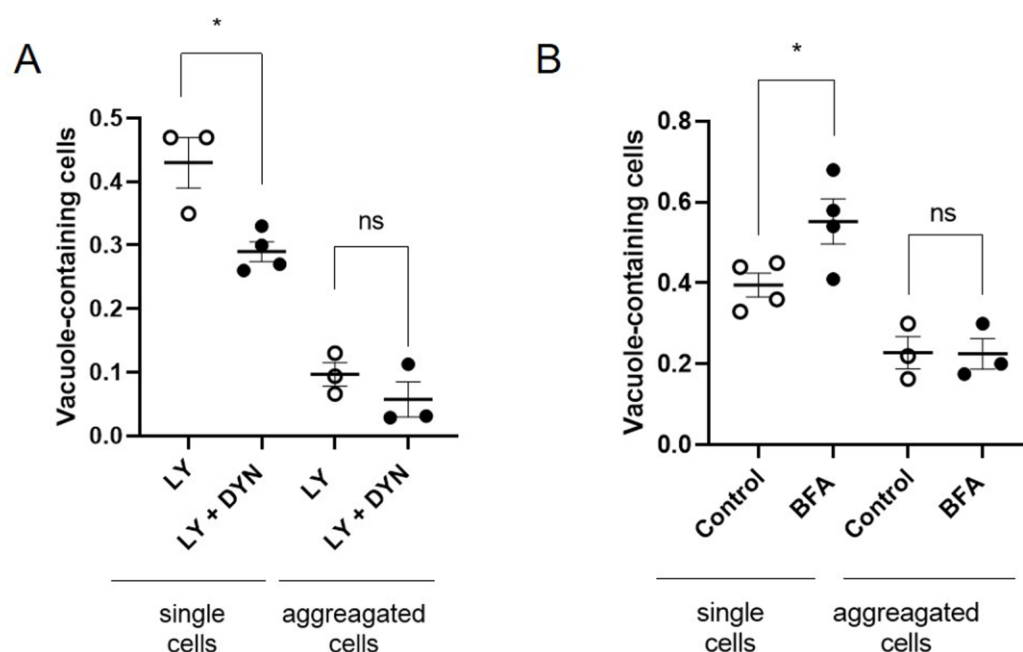 A
*
Vacuole-containing cells
0.5
0.4
0.3
0.2
0.1
0.0
ns
LY
LY + DYN
LY
LY + DYN
single
cells
aggreagated
cells
B
*
Vacuole-containing cells
0.8
0.6
0.4
0.2
0.0
ns
Control
BFA
Control
BFA
single
cells
aggreagated
cells